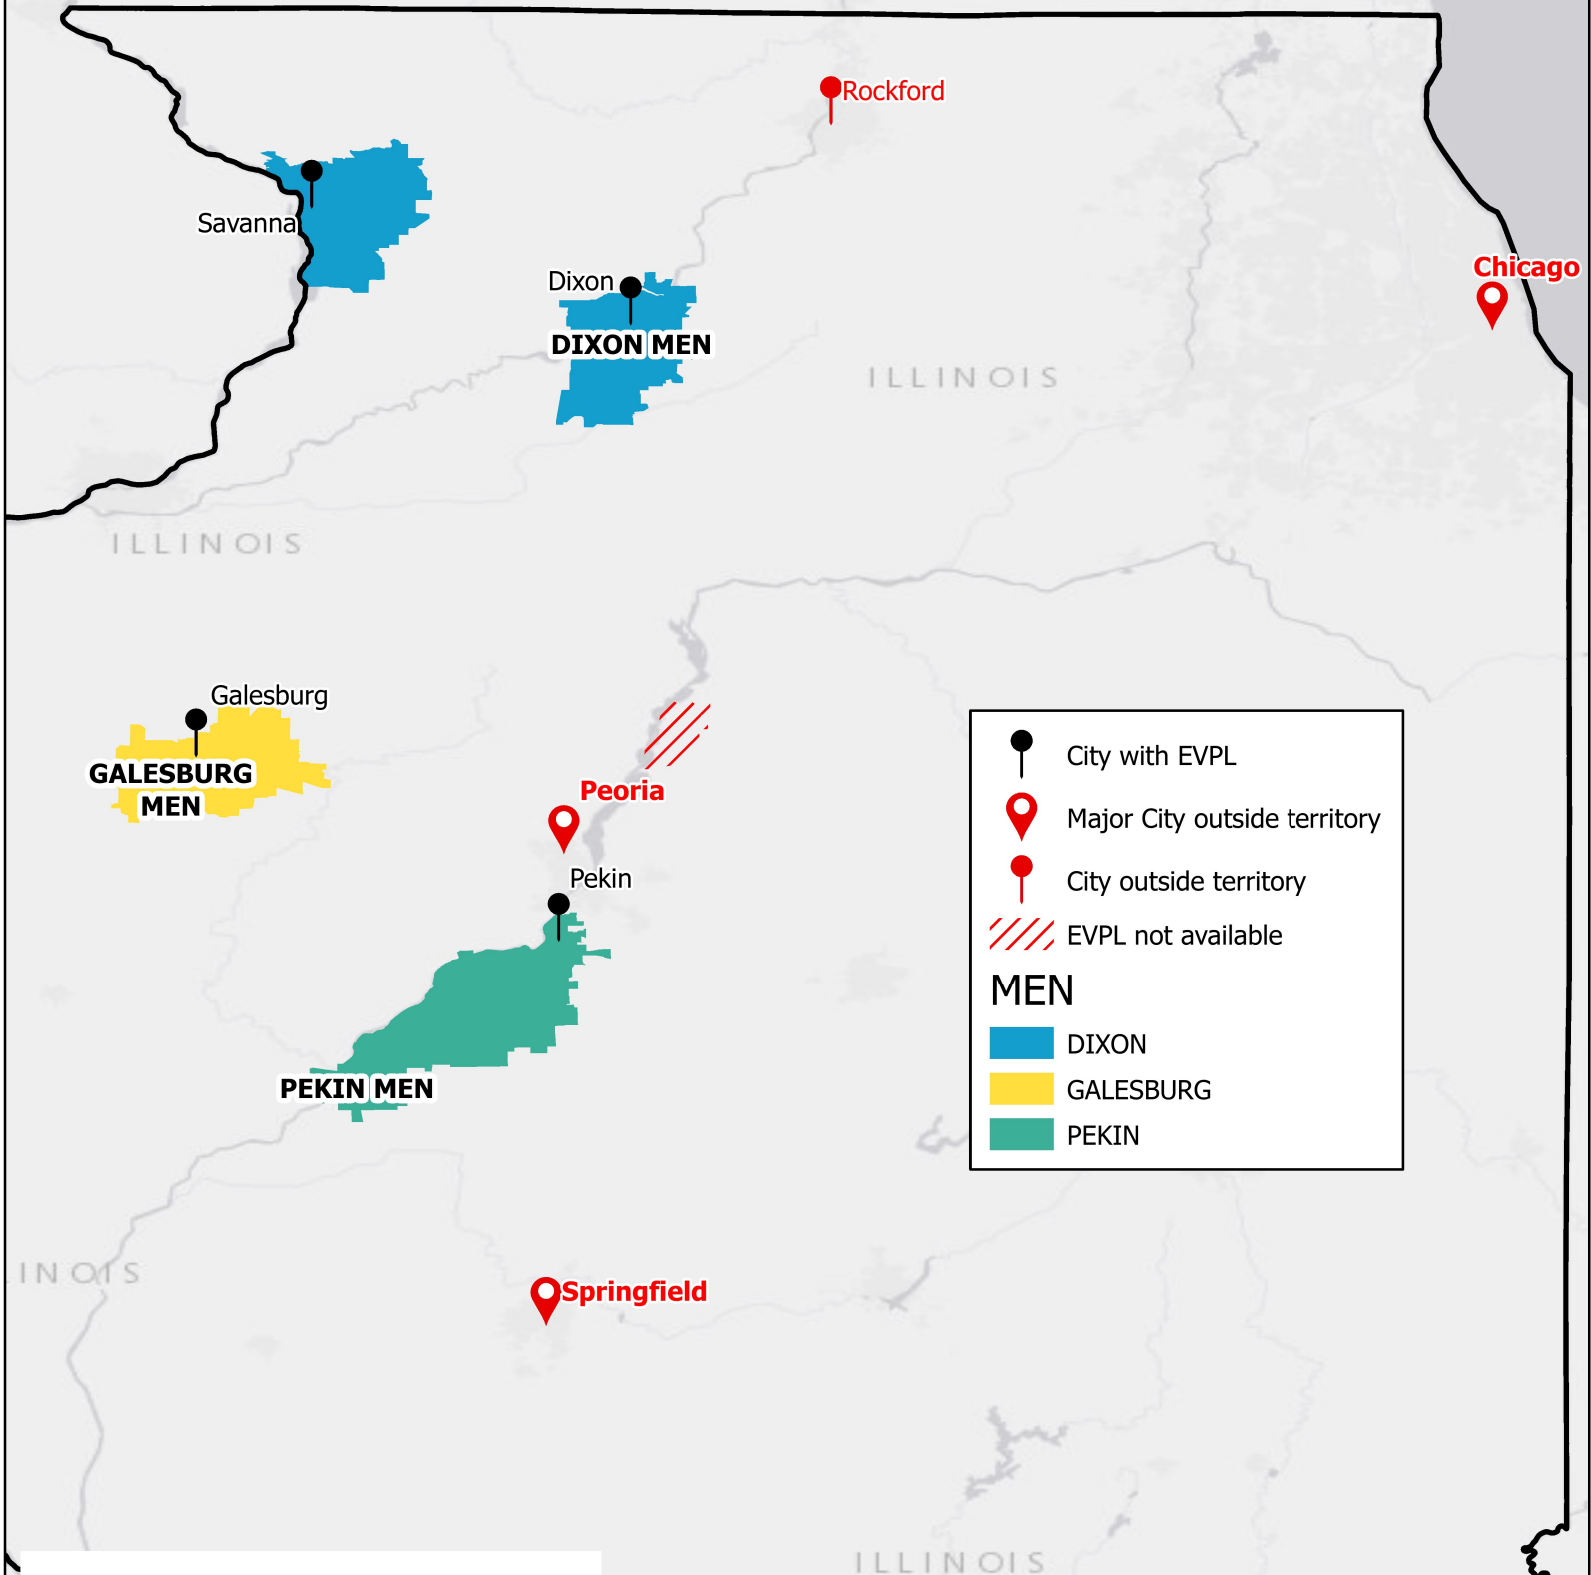 Rockford
Savanna
Chicago
Dixon
DIXON MEN
ILLINOIS
ILLINOIS
Galesburg
GALESBURG
MEN
Peoria
Pekin
PEKIN MEN
City with EVPL
Major City outside territory
City outside territory
EVPL not available
MEN
DIXON
GALESBURG
PEKIN
INOIS
Springfield
ILLINOIS